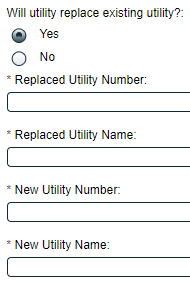 Will utility replace existing utility?:
Yes
No
* Replaced Utility Number:
* Replaced Utility Name:
* New Utility Number:
* New Utility Name: